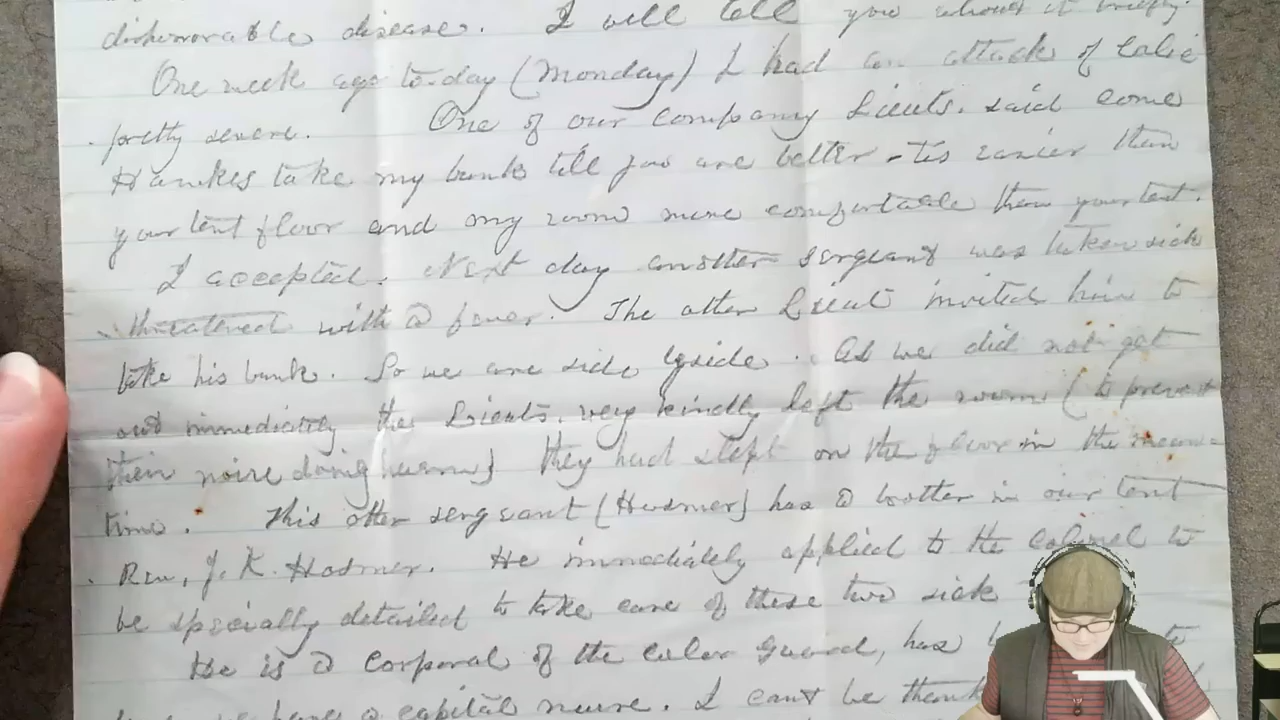 dishonorable disease. I will tell you about it briefly.
One week ago to-day (Monday) I had an attack of Colic
pretty severe. One of our company Lieuts. said come
Hawkes take my bunk till you are better - tis easier than
your tent floor and my room more comfortable than your tent.
I accepted. Next day another sergeant was taken sick
threatened with a fever. The other Lieut invited him to
take his bunk. So we are side by side. As we did not get
out immediately the Lieuts. very kindly left the room (to prevent
their noise doing harm) they had slept on the floor in the mean-
time. This other sergeant (Hosmer) has a brother in our tent
Rev. J. K. Hosmer. He immediately applied to the Colonel to
be specially detailed to take care of these two sick
He is a Corporal of the Color Guard, has to
a capital nurse. I cant be